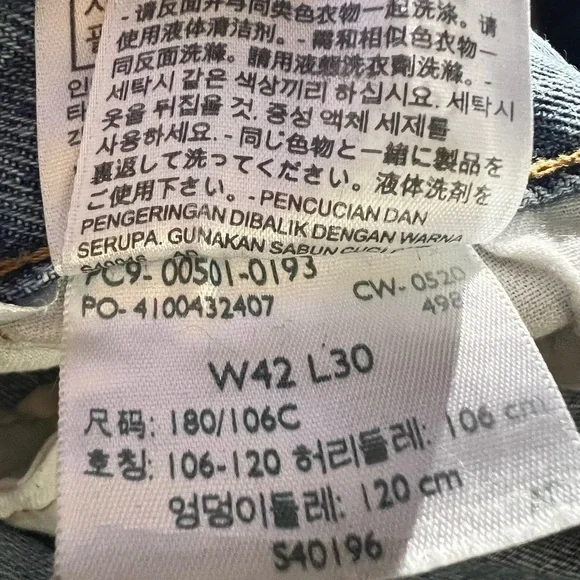 - 请反面并与同类色衣物一起洗涤。请
使用液体清洁剂。- 請和相似色衣物一
同反面洗滌。請用液態洗衣劑洗滌。-
세탁시 같은 색상끼리 하십시요. 세탁시
옷을 뒤집을 것. 중성 액체 세제를
사용하세요. - 同じ色物と一緒に製品を
裏返して洗ってください。液体洗剤を
ご使用下さい。- PENCUCIAN DAN
PENGERINGAN DIBALIK DENGAN WARNA
SERUPA. GUNAKAN SABUN
PC9- 00501-0193
CW- 0520
PO- 4100432407
498
W42 L30
尺码: 180/106C
호칭: 106-120 허리둘레: 106 cm
엉덩이둘레: 120 cm
S40196